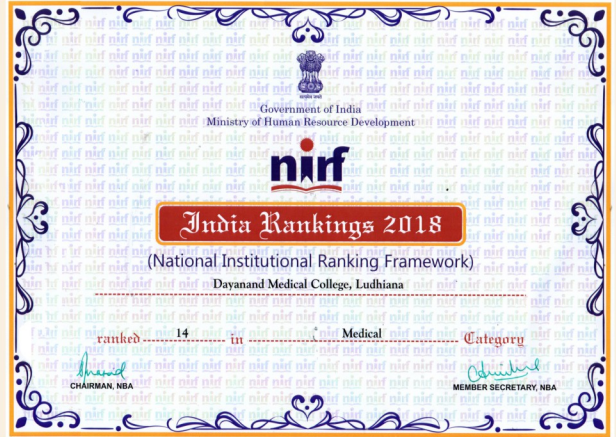 Government of India
Ministry of Human Resource Development
nirf
India Rankings 2018
(National Institutional Ranking Framework)
Dayanand Medical College, Ludhiana
ranked 14 in Medical Category
CHAIRMAN, NBA MEMBER SECRETARY, NBA